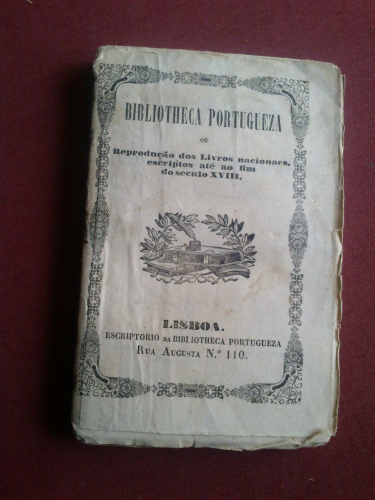 BIBLIOTHECA PORTUGUEZA
OU
Reproducção dos Livros nacionaes,
escriptos até ao fim
do seculo XVIII.
LISBOA.
ESCRIPTORIO DA BIBLIOTHECA PORTUGUEZA
RUA AUGUSTA N.º 110.